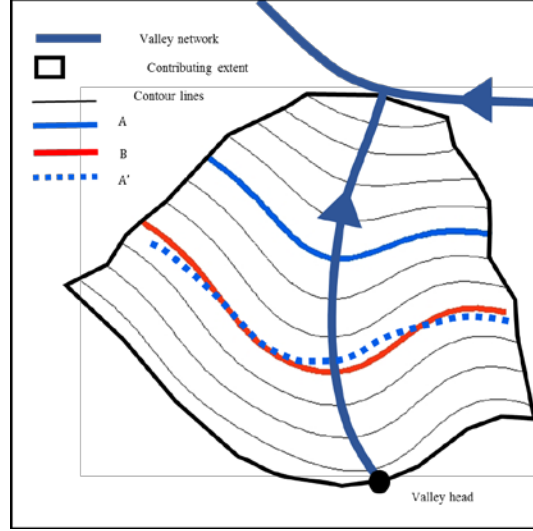 Valley network
Contributing extent
Contour lines
A
B
A'
Valley head